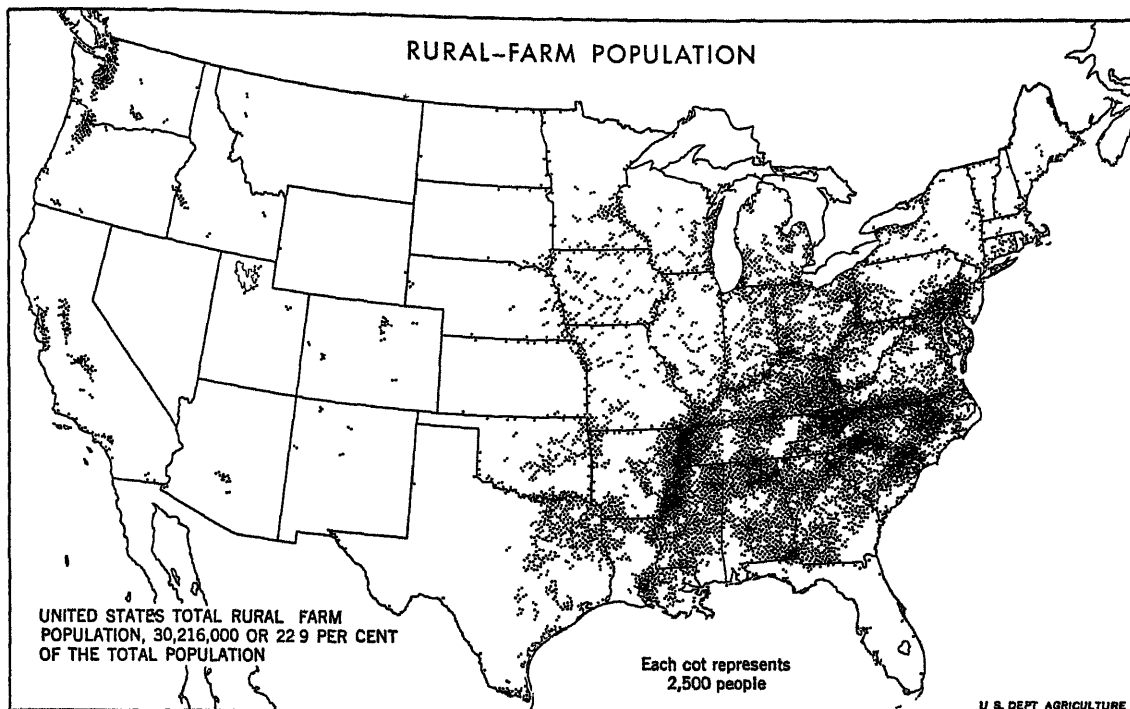 RURAL-FARM POPULATION
UNITED STATES TOTAL RURAL FARM
POPULATION, 30,216,000 OR 22 9 PER CENT
OF THE TOTAL POPULATION
Each cot represents
2,500 people
U S. DEPT AGRICULTURE